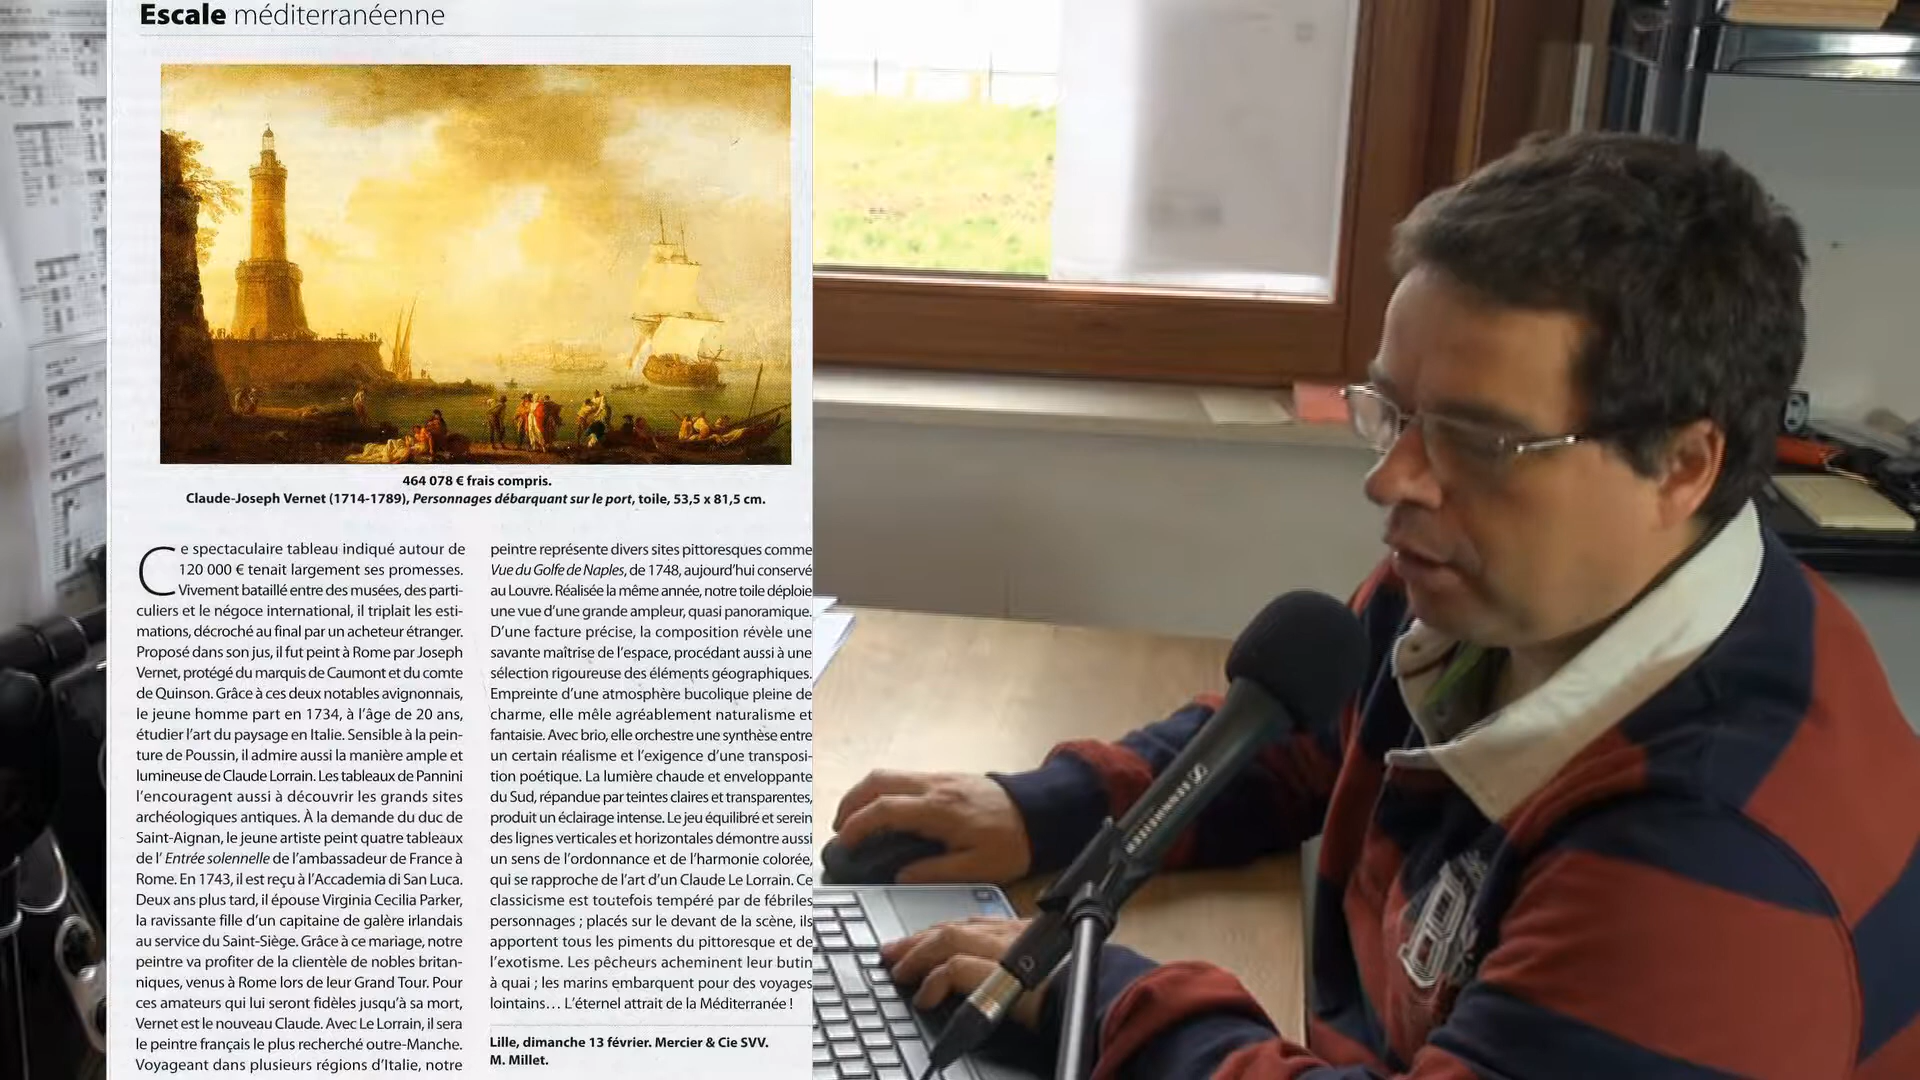 Escale méditerranéenne
464 078 € frais compris.
Claude-Joseph Vernet (1714-1789), Personnages débarquant sur le port, toile, 53,5 x 81,5 cm.
Ce spectaculaire tableau indiqué autour de
120 000 € tenait largement ses promesses.
Vivement bataillé entre des musées, des parti-
culiers et le négoce international, il triplait les esti-
mations, décroché au final par un acheteur étranger.
Proposé dans son jus, il fut peint à Rome par Joseph
Vernet, protégé du marquis de Caumont et du comte
de Quinson. Grâce à ces deux notables avignonnais,
le jeune homme part en 1734, à l'âge de 20 ans,
étudier l'art du paysage en Italie. Sensible à la pein-
ture de Poussin, il admire aussi la manière ample et
lumineuse de Claude Lorrain. Les tableaux de Pannini
l'encouragent aussi à découvrir les grands sites
archéologiques antiques. À la demande du duc de
Saint-Aignan, le jeune artiste peint quatre tableaux
de l' Entrée solennelle de l'ambassadeur de France à
Rome. En 1743, il est reçu à l'Accademia di San Luca.
Deux ans plus tard, il épouse Virginia Cecilia Parker,
la ravissante fille d'un capitaine de galère irlandais
au service du Saint-Siège. Grâce à ce mariage, notre
peintre va profiter de la clientèle de nobles britan-
niques, venus à Rome lors de leur Grand Tour. Pour
ces amateurs qui lui seront fidèles jusqu'à sa mort,
Vernet est le nouveau Claude. Avec Le Lorrain, il sera
le peintre français le plus recherché outre-Manche.
Voyageant dans plusieurs régions d'Italie, notre
peintre représente divers sites pittoresques comme
Vue du Golfe de Naples, de 1748, aujourd'hui conservé
au Louvre. Réalisée la même année, notre toile déploie
une vue d'une grande ampleur, quasi panoramique.
D'une facture précise, la composition révèle une
savante maîtrise de l'espace, procédant aussi à une
sélection rigoureuse des éléments géographiques.
Empreinte d'une atmosphère bucolique pleine de
charme, elle mêle agréablement naturalisme et
fantaisie. Avec brio, elle orchestre une synthèse entre
un certain réalisme et l'exigence d'une transposi-
tion poétique. La lumière chaude et enveloppante
du Sud, répandue par teintes claires et transparentes,
produit un éclairage intense. Le jeu équilibré et serein
des lignes verticales et horizontales démontre aussi
un sens de l'ordonnance et de l'harmonie colorée,
qui se rapproche de l'art d'un Claude Le Lorrain. Ce
classicisme est toutefois tempéré par de fébriles
personnages ; placés sur le devant de la scène, ils
apportent tous les piments du pittoresque et de
l'exotisme. Les pêcheurs acheminent leur butin
à quai ; les marins embarquent pour des voyages
lointains… L'éternel attrait de la Méditerranée !
Lille, dimanche 13 février. Mercier & Cie SVV.
M. Millet.
SENNHEISER